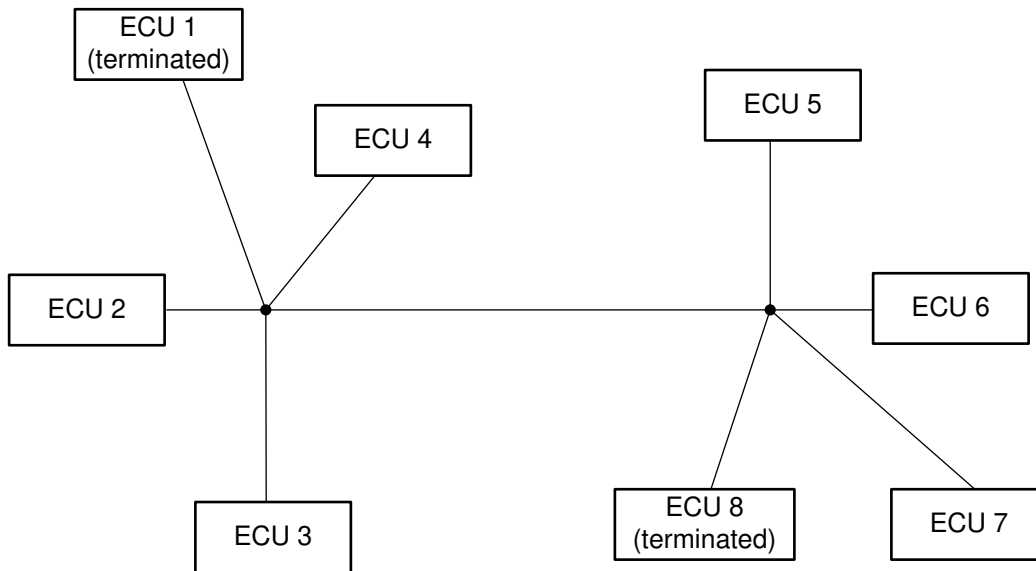 ECU 1
(terminated)
ECU 4
ECU 5
ECU 2
ECU 6
ECU 3
ECU 8
(terminated)
ECU 7